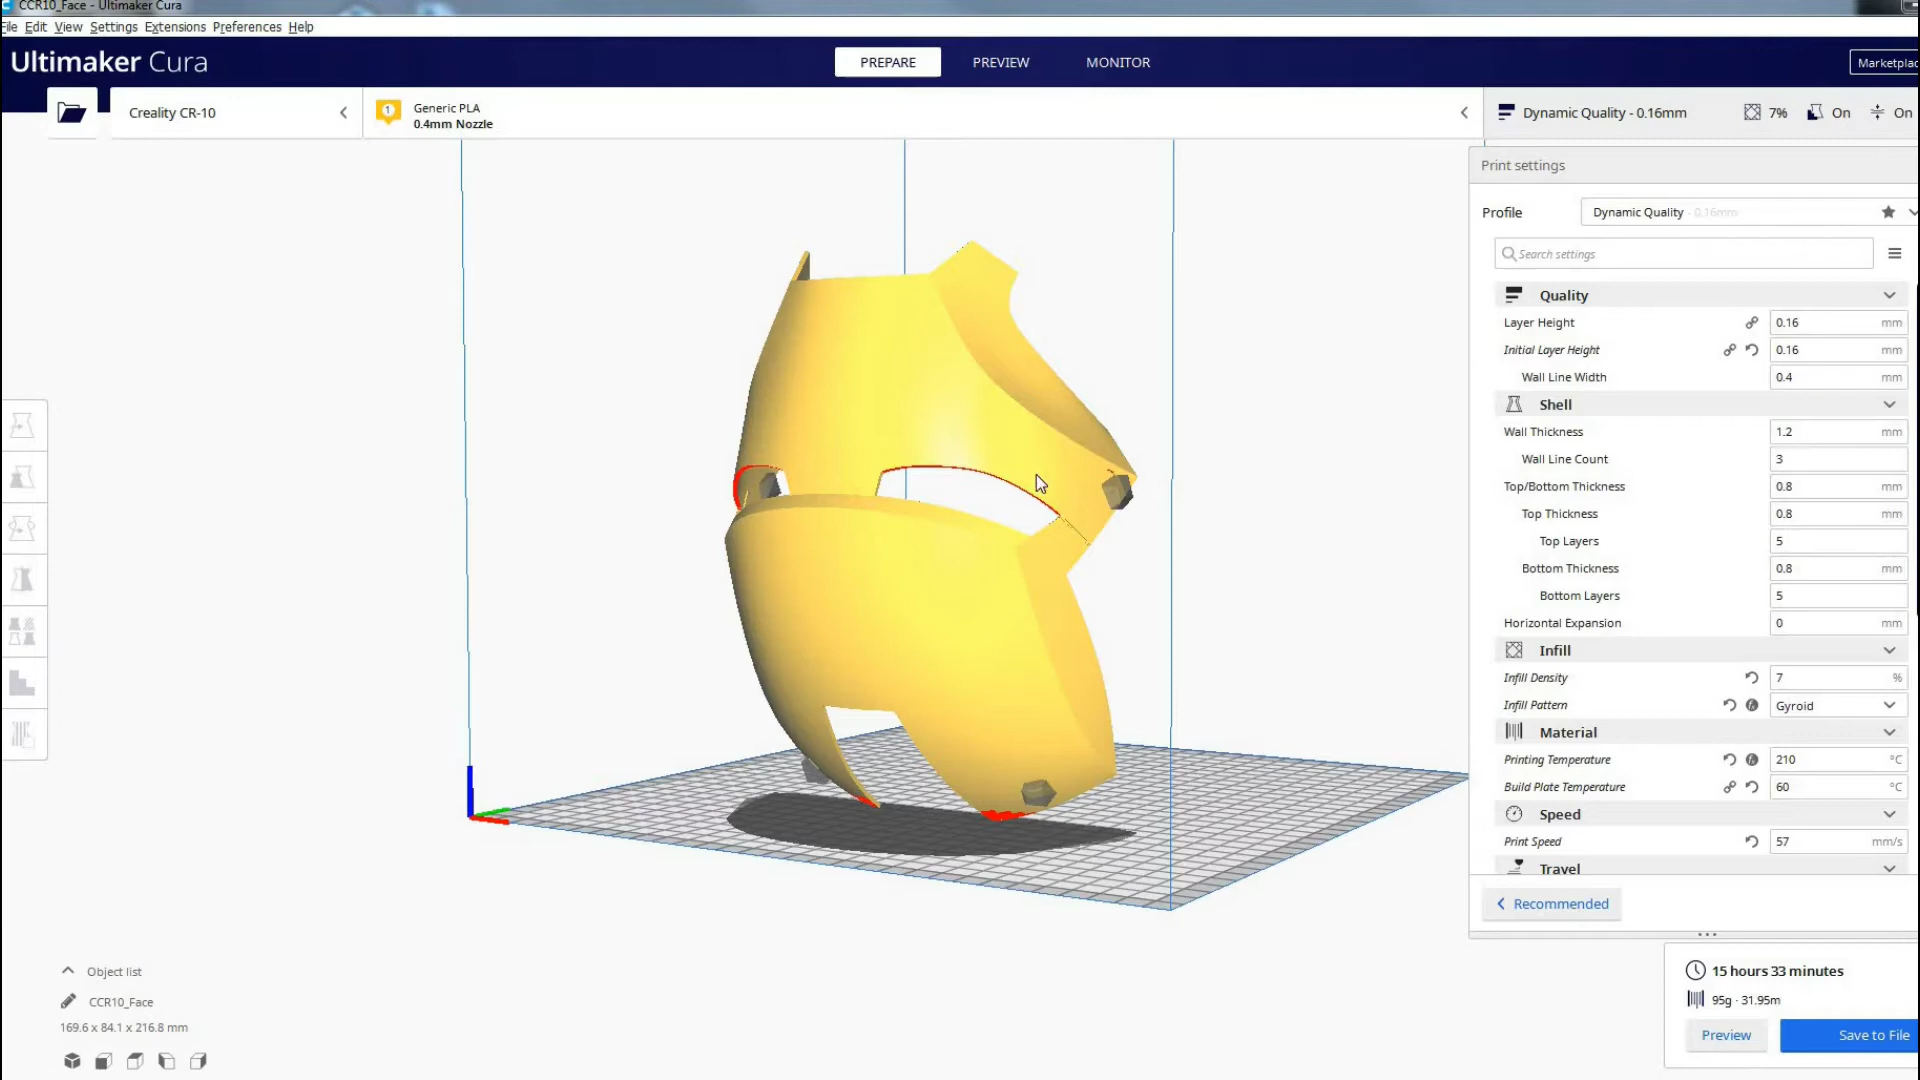 CCR10_Face - Ultimaker Cura
File Edit View Settings Extensions Preferences Help
Ultimaker Cura
PREPARE
PREVIEW
MONITOR
Creality CR-10
1
Generic PLA
0.4mm Nozzle
Dynamic Quality - 0.16mm
7%
On
On
Print settings
Profile
Dynamic Quality - 0.16mm
Search settings
Quality
Layer Height 0.16 mm
Initial Layer Height 0.16 mm
Wall Line Width 0.4 mm
Shell
Wall Thickness 1.2 mm
Wall Line Count 3
Top/Bottom Thickness 0.8 mm
Top Thickness 0.8 mm
Top Layers 5
Bottom Thickness 0.8 mm
Bottom Layers 5
Horizontal Expansion 0 mm
Infill
Infill Density 7 %
Infill Pattern Gyroid
Material
Printing Temperature 210 °C
Build Plate Temperature 60 °C
Speed
Print Speed 57 mm/s
Travel
Recommended
15 hours 33 minutes
95g · 31.95m
Preview
Save to File
Object list
CCR10_Face
169.6 x 84.1 x 216.8 mm